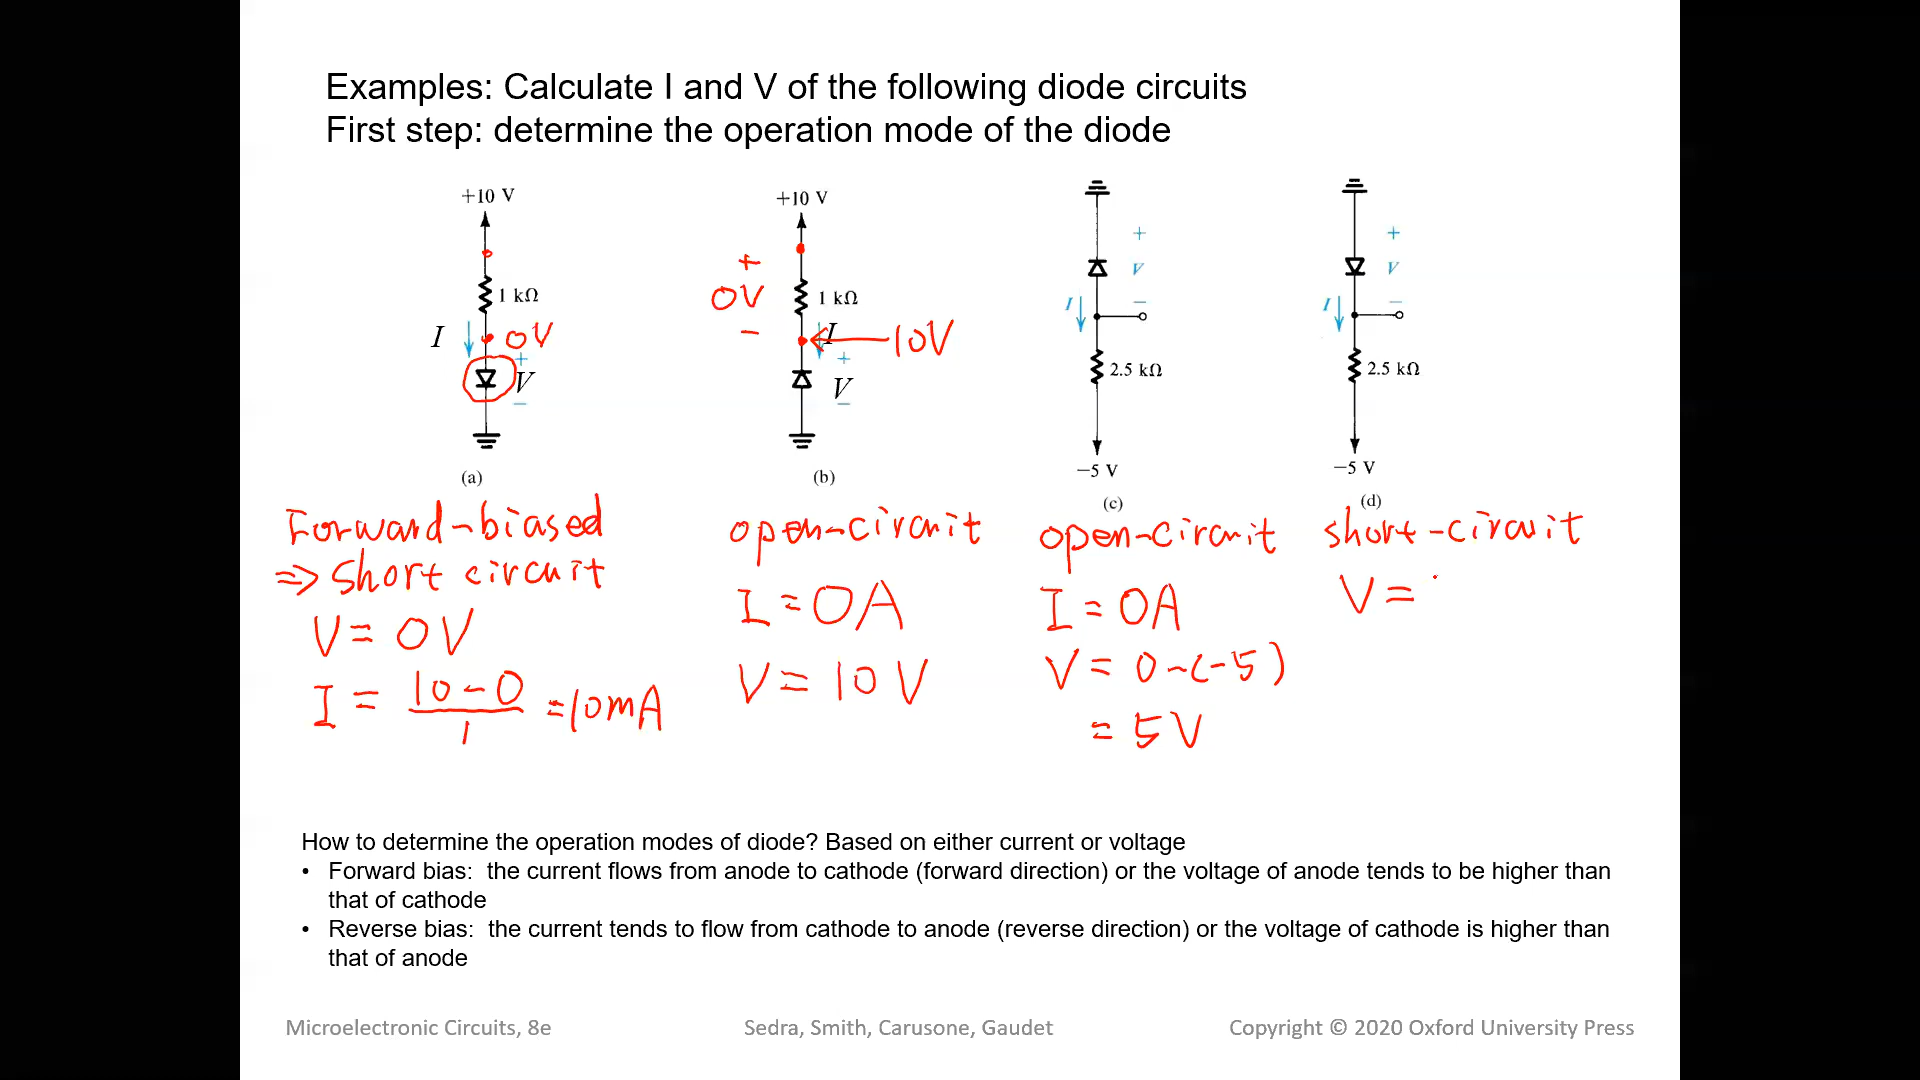 Examples: Calculate I and V of the following diode circuits
First step: determine the operation mode of the diode
+10 V
1 kΩ
I
0V
+
V
−
(a)
+10 V
+
0V
−
1 kΩ
I
10V
+
V
−
(b)
+
V
−
I
2.5 kΩ
−5 V
(c)
+
V
−
I
2.5 kΩ
−5 V
(d)
Forward-biased
=> short circuit
V = 0V
I = 10-0 / 1 = 10mA
open-circuit
I = 0A
V = 10V
open-circuit
I = 0A
V = 0-(-5)
= 5V
short-circuit
V =
How to determine the operation modes of diode? Based on either current or voltage
• Forward bias: the current flows from anode to cathode (forward direction) or the voltage of anode tends to be higher than
that of cathode
• Reverse bias: the current tends to flow from cathode to anode (reverse direction) or the voltage of cathode is higher than
that of anode
Microelectronic Circuits, 8e
Sedra, Smith, Carusone, Gaudet
Copyright © 2020 Oxford University Press